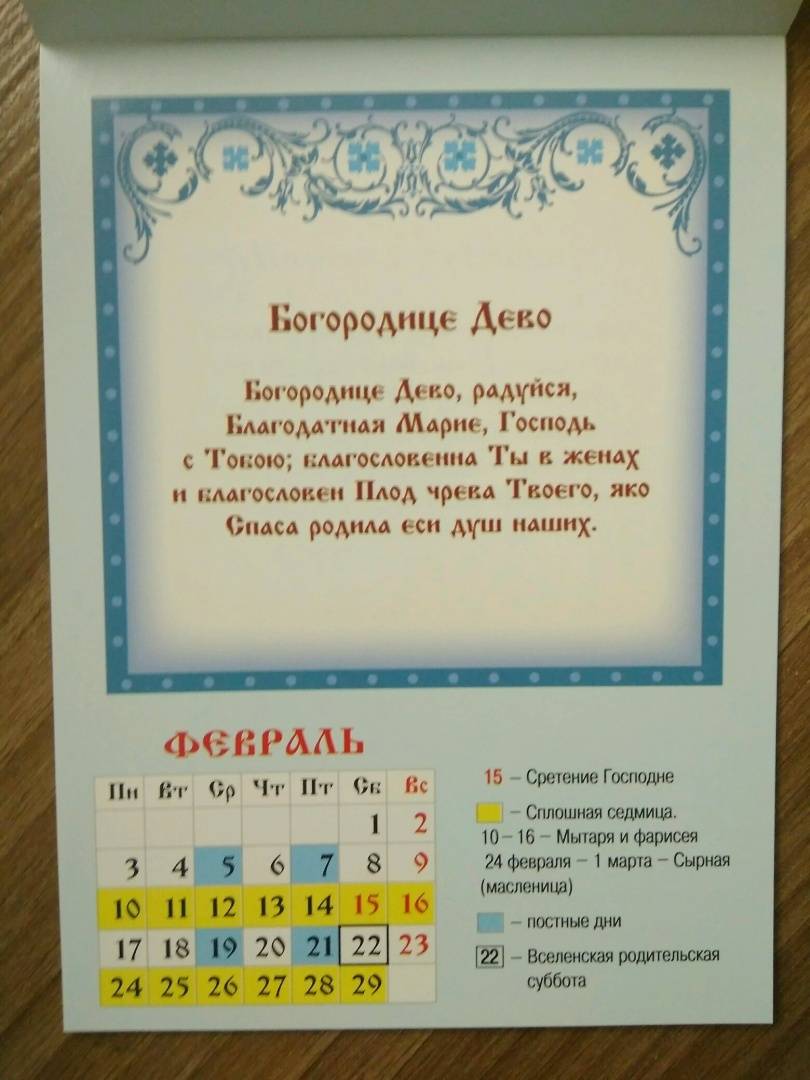 Богородице Дево
Богородице Дево, радуйся,
Благодатная Марие, Господь
с Тобою; благословенна Ты в женах
и благословен Плод чрева Твоего, яко
Спаса родила еси душ наших.
ФЕВРАЛЬ
Пн Вт Ср Чт Пт Сб Вс
1 2
3 4 5 6 7 8 9
10 11 12 13 14 15 16
17 18 19 20 21 22 23
24 25 26 27 28 29
15 – Сретение Господне
– Сплошная седмица.
10 – 16 – Мытаря и фарисея
24 февраля – 1 марта – Сырная
(масленица)
– постные дни
22 – Вселенская родительская
суббота